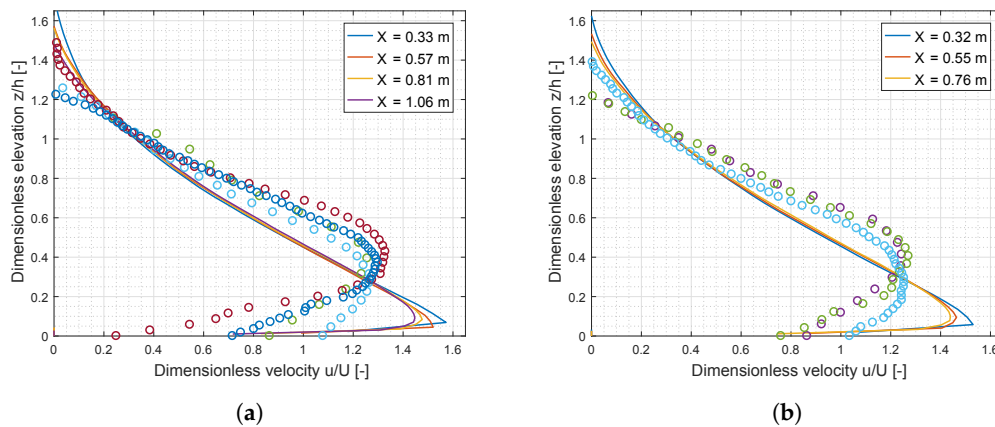 1.6
1.4
1.2
1
0.8
0.6
0.4
0.2
0
Dimensionless elevation z/h [-]
0 0.2 0.4 0.6 0.8 1 1.2 1.4 1.6
Dimensionless velocity u/U [-]
X = 0.33 m
X = 0.57 m
X = 0.81 m
X = 1.06 m
(a)
1.6
1.4
1.2
1
0.8
0.6
0.4
0.2
0
Dimensionless elevation z/h [-]
0 0.2 0.4 0.6 0.8 1 1.2 1.4 1.6
Dimensionless velocity u/U [-]
X = 0.32 m
X = 0.55 m
X = 0.76 m
(b)